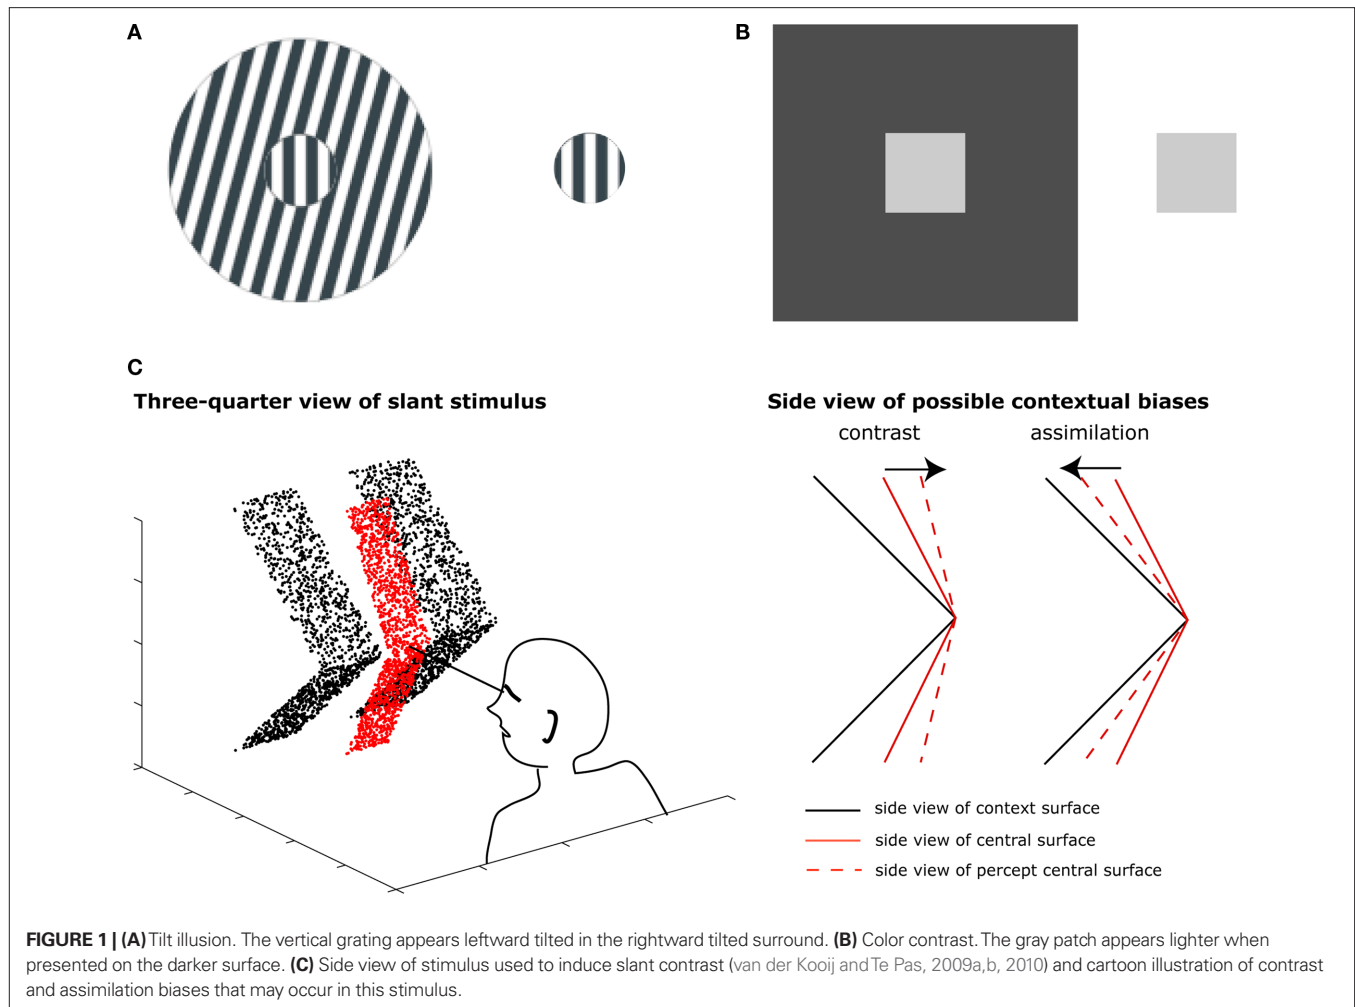 A
B
C
Three-quarter view of slant stimulus
Side view of possible contextual biases
contrast
assimilation
side view of context surface
side view of central surface
side view of percept central surface
FIGURE 1 | (A) Tilt illusion. The vertical grating appears leftward tilted in the rightward tilted surround. (B) Color contrast. The gray patch appears lighter when
presented on the darker surface. (C) Side view of stimulus used to induce slant contrast (van der Kooij and Te Pas, 2009a,b, 2010) and cartoon illustration of contrast
and assimilation biases that may occur in this stimulus.